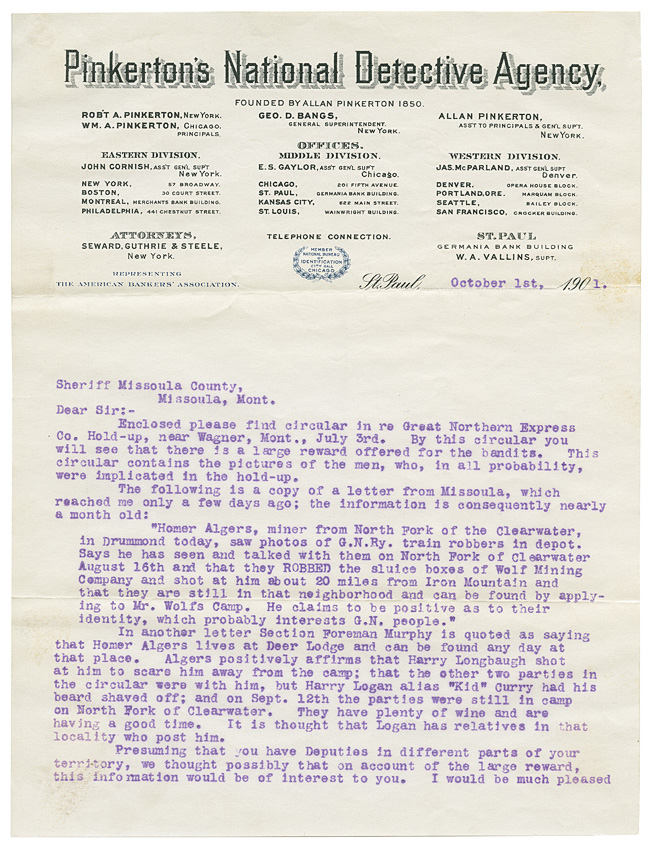 Pinkerton's National Detective Agency,
FOUNDED BY ALLAN PINKERTON 1850.
ROB'T A. PINKERTON, NEW YORK.
WM. A. PINKERTON, CHICAGO.
PRINCIPALS.
GEO. D. BANGS,
GENERAL SUPERINTENDENT.
NEW YORK.
ALLAN PINKERTON,
ASS'T TO PRINCIPALS & GEN'L SUP'T.
NEW YORK.
OFFICES.
EASTERN DIVISION.
JOHN CORNISH, ASS'T GEN'L SUP'T
New York.
NEW YORK, 57 BROADWAY.
BOSTON, 30 COURT STREET.
MONTREAL, MERCHANTS BANK BUILDING.
PHILADELPHIA, 441 CHESTNUT STREET.
MIDDLE DIVISION.
E.S. GAYLOR, ASS'T GEN'L SUP'T
Chicago.
CHICAGO, 201 FIFTH AVENUE.
ST. PAUL, GERMANIA BANK BUILDING.
KANSAS CITY, 622 MAIN STREET.
ST. LOUIS, WAINWRIGHT BUILDING.
WESTERN DIVISION.
JAS. McPARLAND, ASS'T GEN'L SUP'T
Denver.
DENVER, OPERA HOUSE BLOCK.
PORTLAND, ORE. MARQUAM BLOCK.
SEATTLE, BAILEY BLOCK.
SAN FRANCISCO, CROCKER BUILDING.
ATTORNEYS.
SEWARD, GUTHRIE & STEELE,
New York.
REPRESENTING
THE AMERICAN BANKERS' ASSOCIATION.
TELEPHONE CONNECTION.
MEMBER
NATIONAL BUREAU
OF
IDENTIFICATION
CITY HALL
CHICAGO
ST. PAUL
GERMANIA BANK BUILDING
W. A. VALLINS, SUPT.
St. Paul, October 1st, 1901.
Sheriff Missoula County,
Missoula, Mont.
Dear Sir:-
Enclosed please find circular in re Great Northern Express
Co. Hold-up, near Wagner, Mont., July 3rd. By this circular you
will see that there is a large reward offered for the bandits. This
circular contains the pictures of the men, who, in all probability,
were implicated in the hold-up.
The following is a copy of a letter from Missoula, which
reached me only a few days ago; the information is consequently nearly
a month old:
"Homer Algers, miner from North Fork of the Clearwater,
in Drummond today, saw photos of G.N.Ry. train robbers in depot.
Says he has seen and talked with them on North Fork of Clearwater
August 16th and that they ROBBED the sluice boxes of Wolf Mining
Company and shot at him about 20 miles from Iron Mountain and
that they are still in that neighborhood and can be found by apply-
ing to Mr. Wolfs Camp. He claims to be positive as to their
identity, which probably interests G.N. people."
In another letter Section Foreman Murphy is quoted as saying
that Homer Algers lives at Deer Lodge and can be found any day at
that place. Algers positively affirms that Harry Longbaugh shot
at him to scare him away from the camp; that the other two parties in
the circular were with him, but Harry Logan alias "Kid" Curry had his
beard shaved off; and on Sept. 12th the parties were still in camp
on North Fork of Clearwater. They have plenty of wine and are
having a good time. It is thought that Logan has relatives in that
locality who post him.
Presuming that you have Deputies in different parts of your
territory, we thought possibly that on account of the large reward,
this information would be of interest to you. I would be much pleased